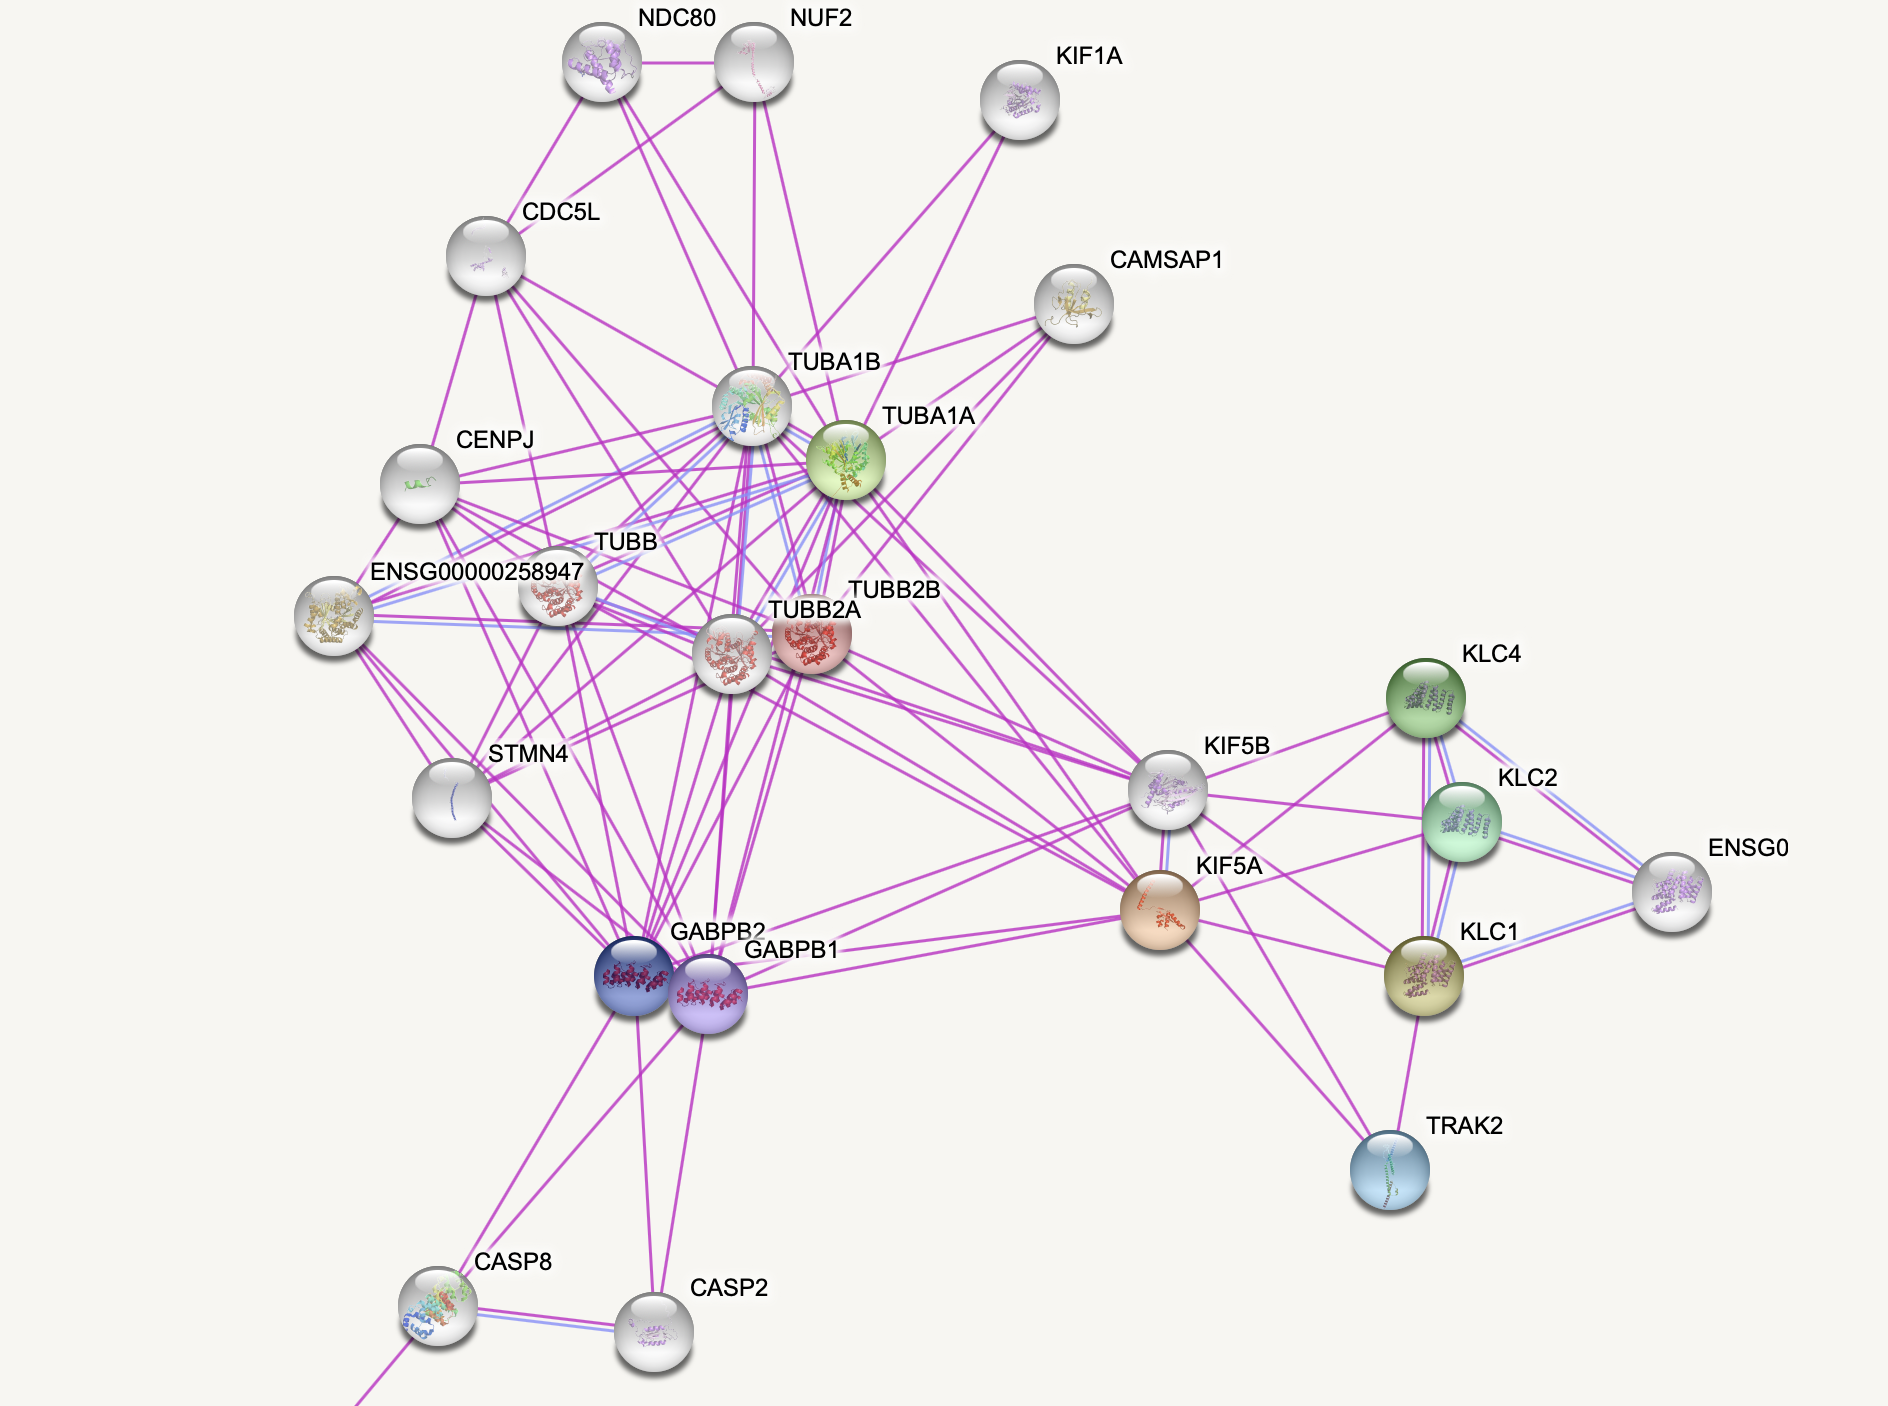 NDC80
NUF2
KIF1A
CDC5L
CAMSAP1
TUBA1B
TUBA1A
CENPJ
TUBB
ENSG00000258947
TUBB2B
TUBB2A
KLC4
STMN4
KIF5B
KLC2
ENSG0
KIF5A
GABPB2
KLC1
GABPB1
TRAK2
CASP8
CASP2